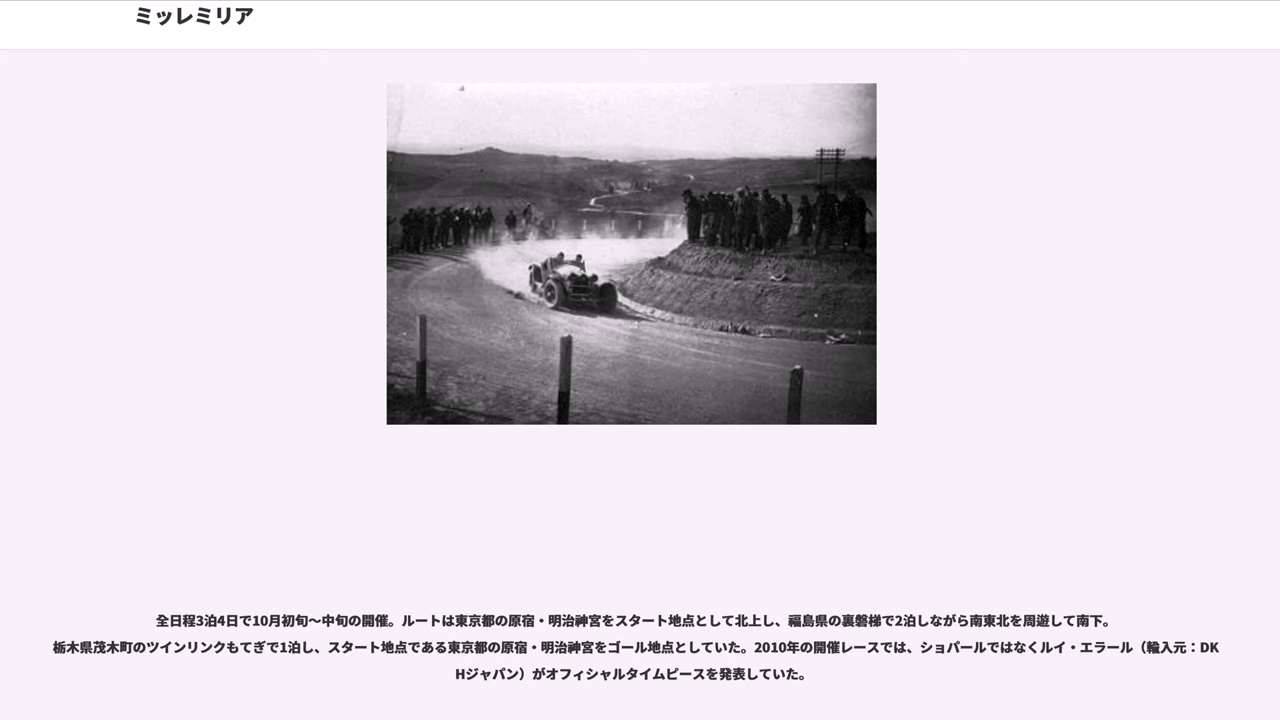 ミッレミリア
全日程3泊4日で10月初旬〜中旬の開催。ルートは東京都の原宿・明治神宮をスタート地点として北上し、福島県の裏磐梯で2泊しながら南東北を周遊して南下。
栃木県茂木町のツインリンクもてぎで1泊し、スタート地点である東京都の原宿・明治神宮をゴール地点としていた。2010年の開催レースでは、ショパールではなくルイ・エラール（輸入元：DK
Hジャパン）がオフィシャルタイムピースを発表していた。